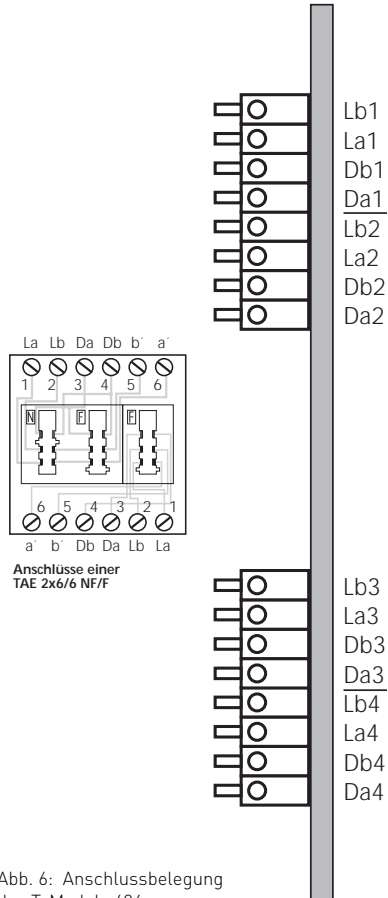 Lb1
La1
Db1
Da1
Lb2
La2
Db2
Da2
La Lb Da Db b´ a´
1 2 3 4 5 6
N F F
6 5 4 3 2 1
a´ b´ Db Da Lb La
Anschlüsse einer
TAE 2x6/6 NF/F
Lb3
La3
Db3
Da3
Lb4
La4
Db4
Da4
Abb. 6: Anschlussbelegung